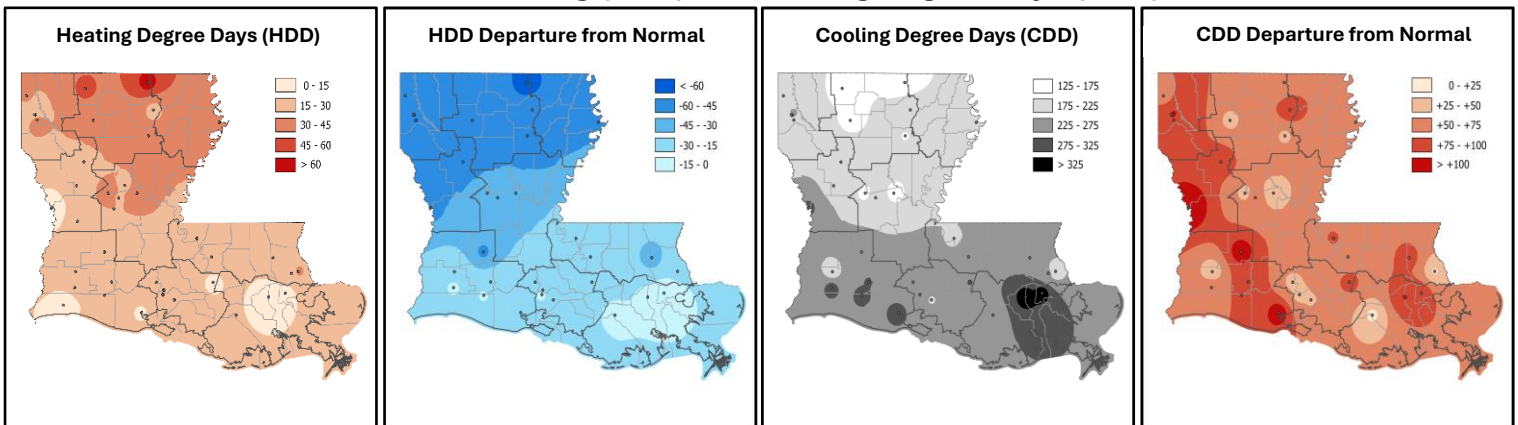 Heating Degree Days (HDD)
0 - 15
15 - 30
30 - 45
45 - 60
> 60
HDD Departure from Normal
< -60
-60 - -45
-45 - -30
-30 - -15
-15 - 0
Cooling Degree Days (CDD)
125 - 175
175 - 225
225 - 275
275 - 325
> 325
CDD Departure from Normal
0 - +25
+25 - +50
+50 - +75
+75 - +100
> +100